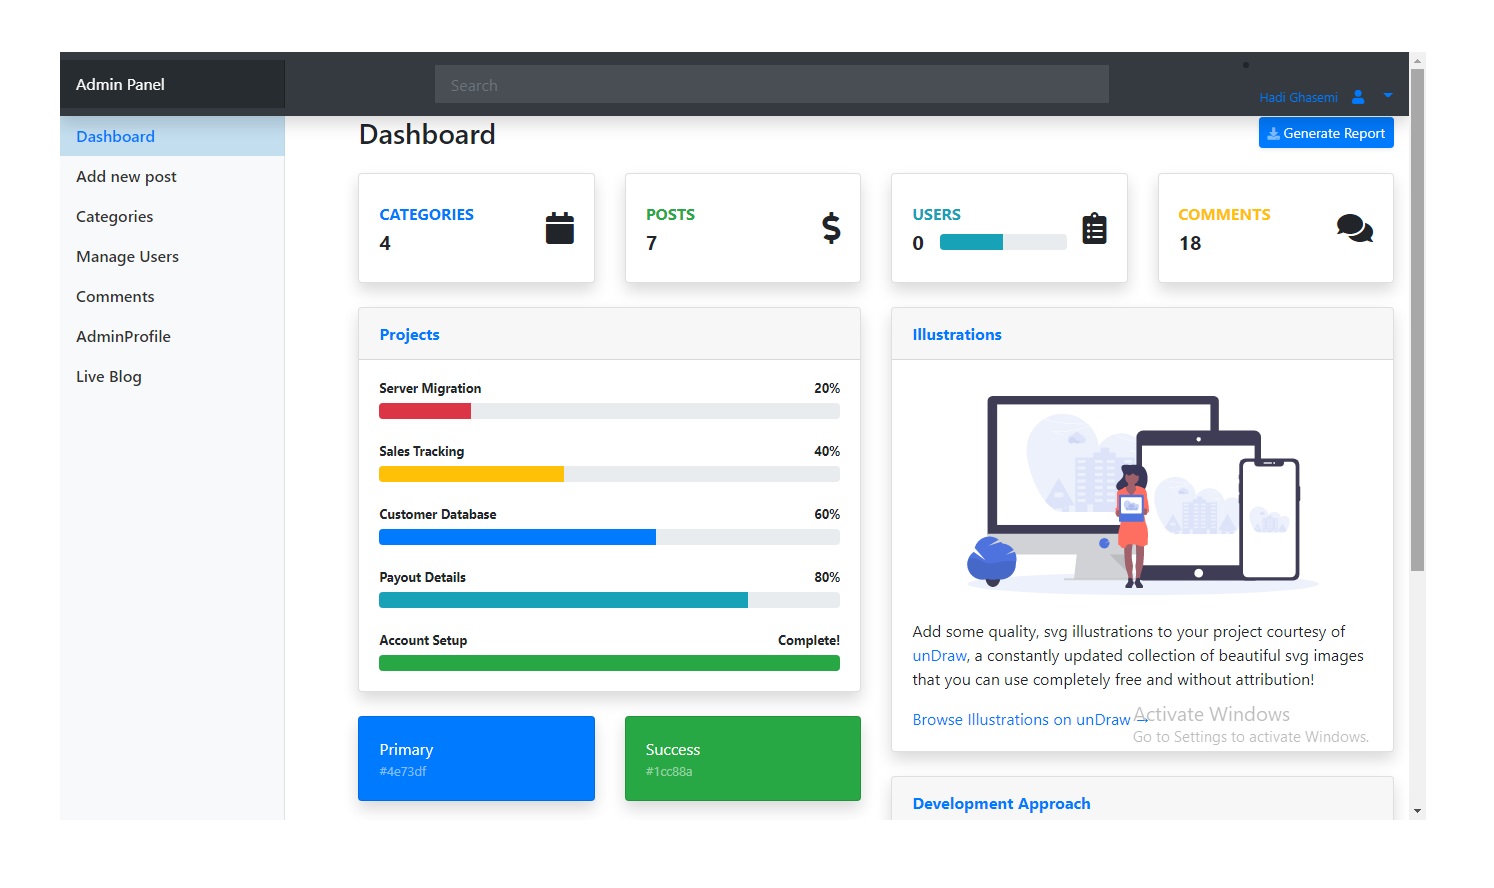 Admin Panel
Search
Hadi Ghasemi
Dashboard
Add new post
Categories
Manage Users
Comments
AdminProfile
Live Blog
Dashboard
Generate Report
CATEGORIES
4
POSTS
7
USERS
0
COMMENTS
18
Projects
Server Migration 20%
Sales Tracking 40%
Customer Database 60%
Payout Details 80%
Account Setup Complete!
Primary
#4e73df
Success
#1cc88a
Illustrations
Add some quality, svg illustrations to your project courtesy of
unDraw, a constantly updated collection of beautiful svg images
that you can use completely free and without attribution!
Browse Illustrations on unDraw →
Activate Windows
Go to Settings to activate Windows.
Development Approach